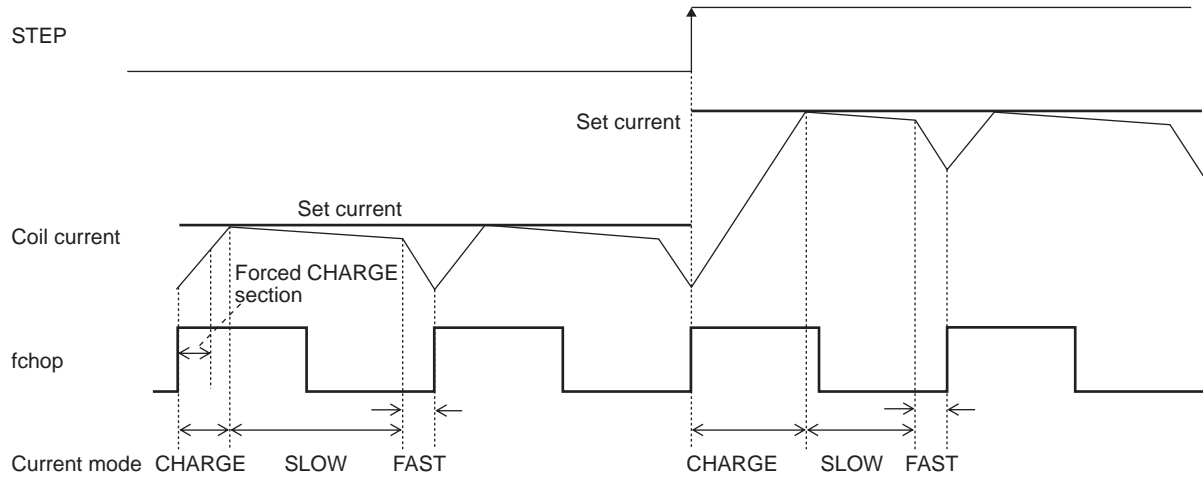 STEP
Set current
Set current
Coil current
Forced CHARGE
section
fchop
Current mode CHARGE SLOW FAST CHARGE SLOW FAST